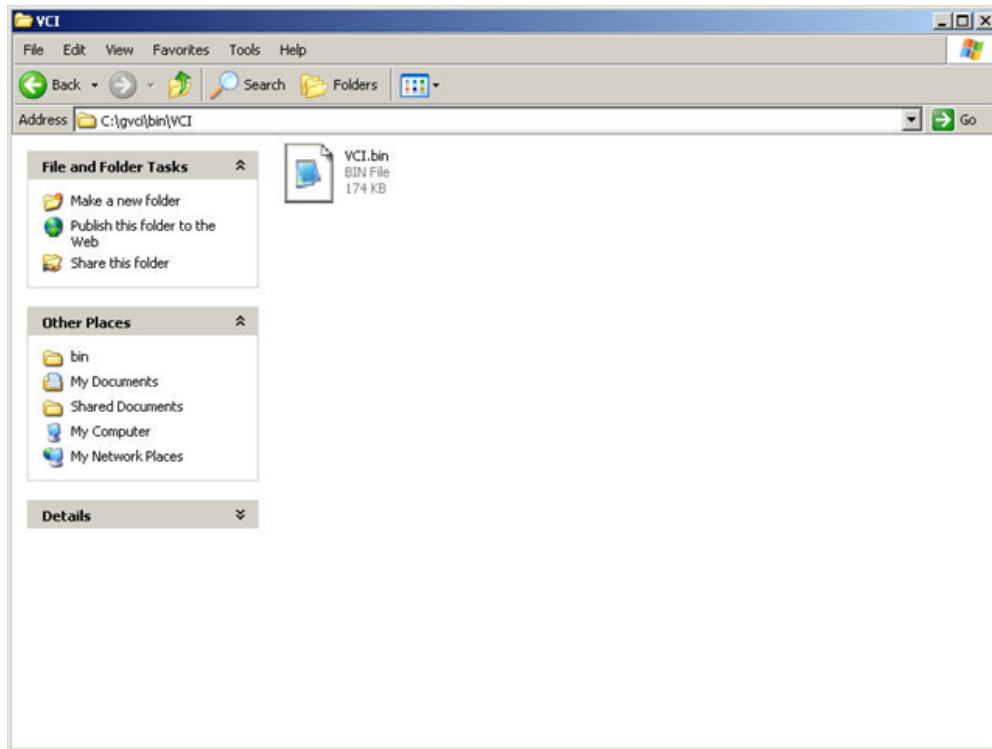 VCI
File Edit View Favorites Tools Help
Back Search Folders
Address C:\gvci\bin\VCI Go
File and Folder Tasks
Make a new folder
Publish this folder to the
Web
Share this folder
Other Places
bin
My Documents
Shared Documents
My Computer
My Network Places
Details
VCI.bin
BIN File
174 KB